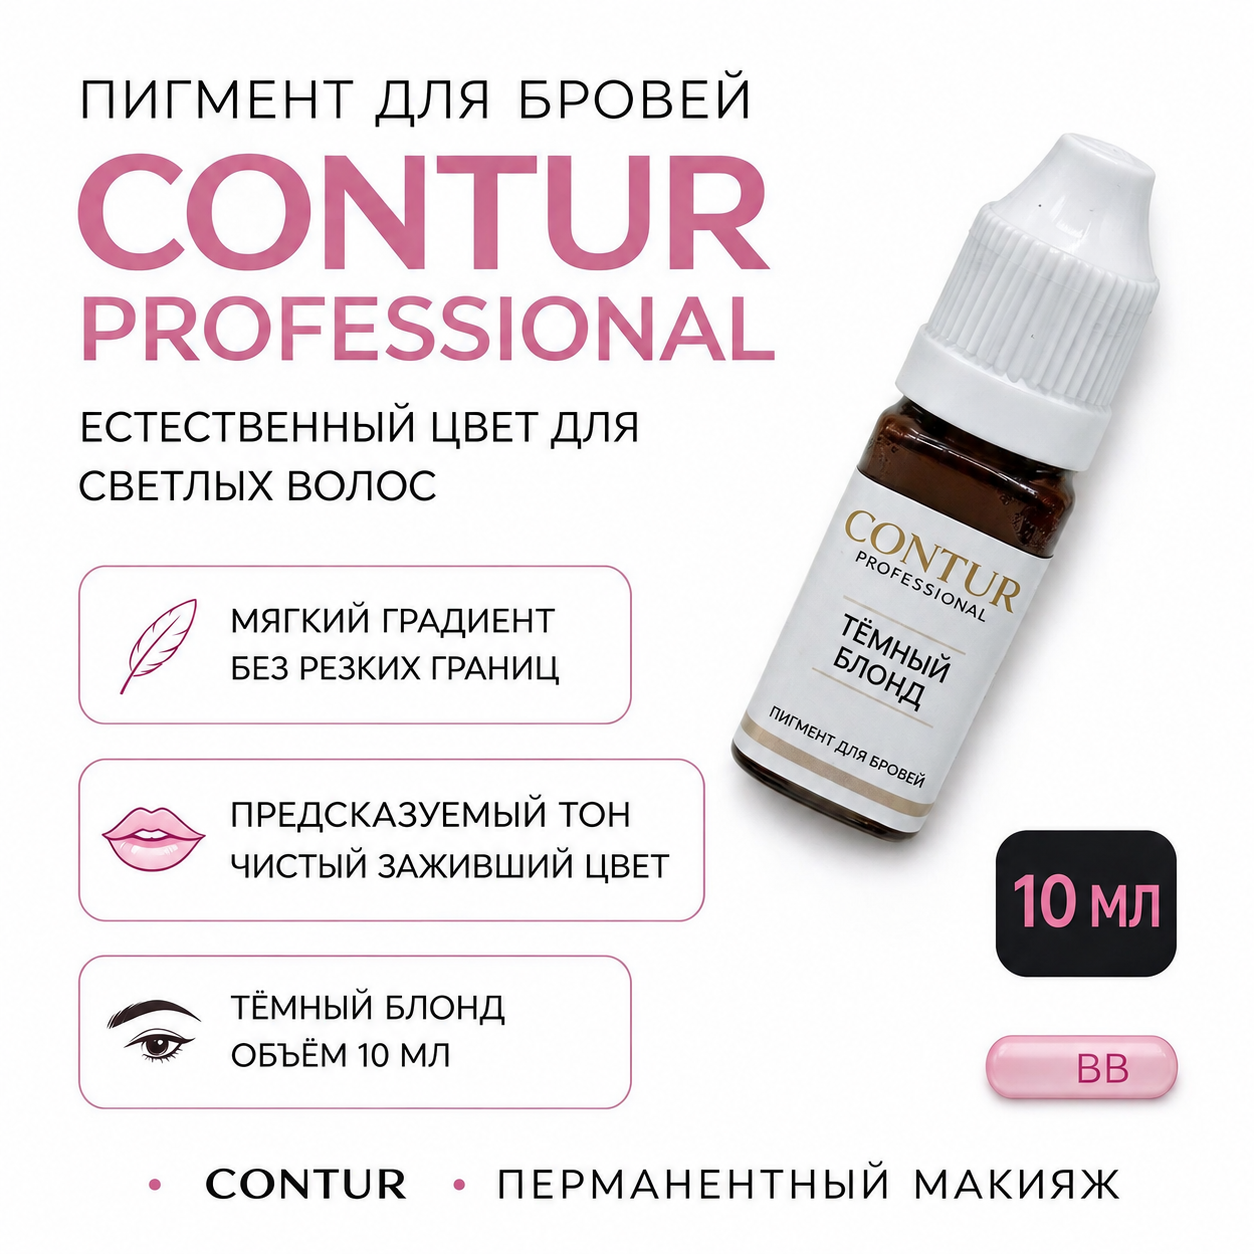 ПИГМЕНТ ДЛЯ БРОВЕЙ
CONTUR
PROFESSIONAL
ЕСТЕСТВЕННЫЙ ЦВЕТ ДЛЯ
СВЕТЛЫХ ВОЛОС
МЯГКИЙ ГРАДИЕНТ
БЕЗ РЕЗКИХ ГРАНИЦ
ПРЕДСКАЗУЕМЫЙ ТОН
ЧИСТЫЙ ЗАЖИВШИЙ ЦВЕТ
ТЁМНЫЙ БЛОНД
ОБЪЁМ 10 МЛ
CONTUR
PROFESSIONAL
ТЁМНЫЙ
БЛОНД
ПИГМЕНТ ДЛЯ БРОВЕЙ
10 МЛ
BB
• CONTUR • ПЕРМАНЕНТНЫЙ МАКИЯЖ